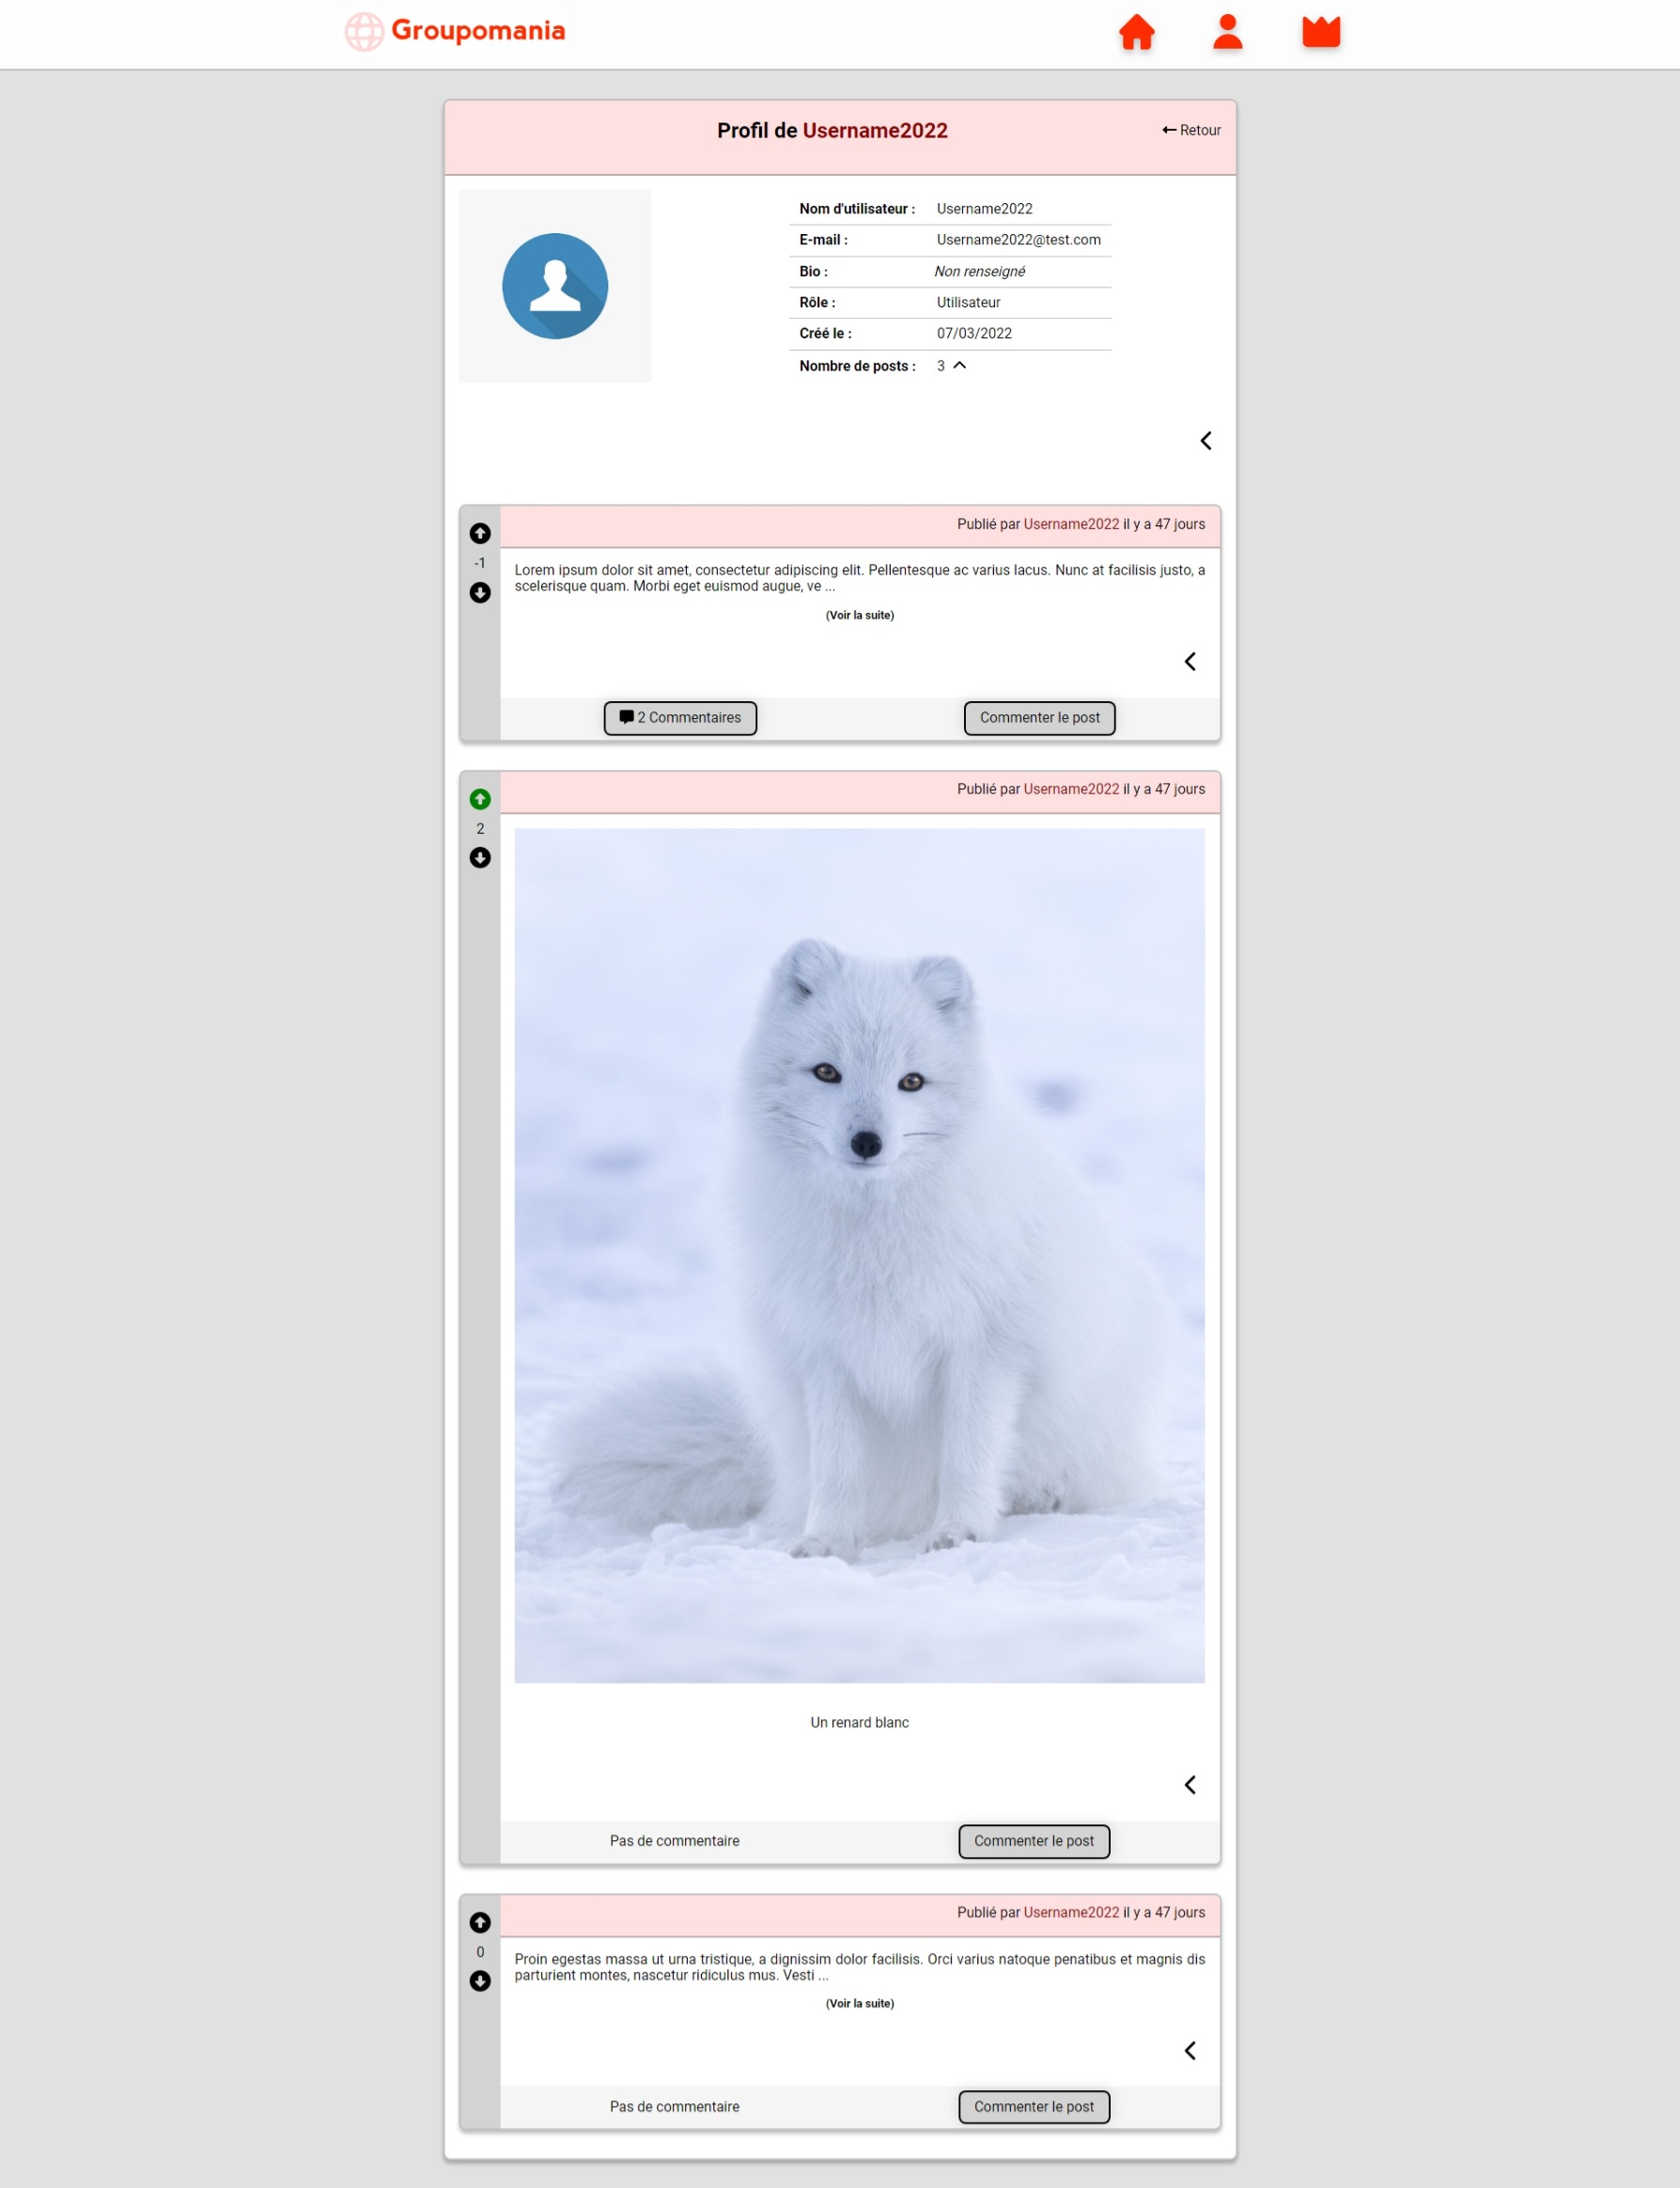 Groupomania
Profil de Username2022
Retour
Nom d'utilisateur : Username2022
E-mail : Username2022@test.com
Bio : Non renseigné
Rôle : Utilisateur
Créé le : 07/03/2022
Nombre de posts : 3
Publié par Username2022 il y a 47 jours
-1
Lorem ipsum dolor sit amet, consectetur adipiscing elit. Pellentesque ac varius lacus. Nunc at facilisis justo, a
scelerisque quam. Morbi eget euismod augue, ve ...
(Voir la suite)
2 Commentaires
Commenter le post
Publié par Username2022 il y a 47 jours
2
Un renard blanc
Pas de commentaire
Commenter le post
Publié par Username2022 il y a 47 jours
0
Proin egestas massa ut urna tristique, a dignissim dolor facilisis. Orci varius natoque penatibus et magnis dis
parturient montes, nascetur ridiculus mus. Vesti ...
(Voir la suite)
Pas de commentaire
Commenter le post